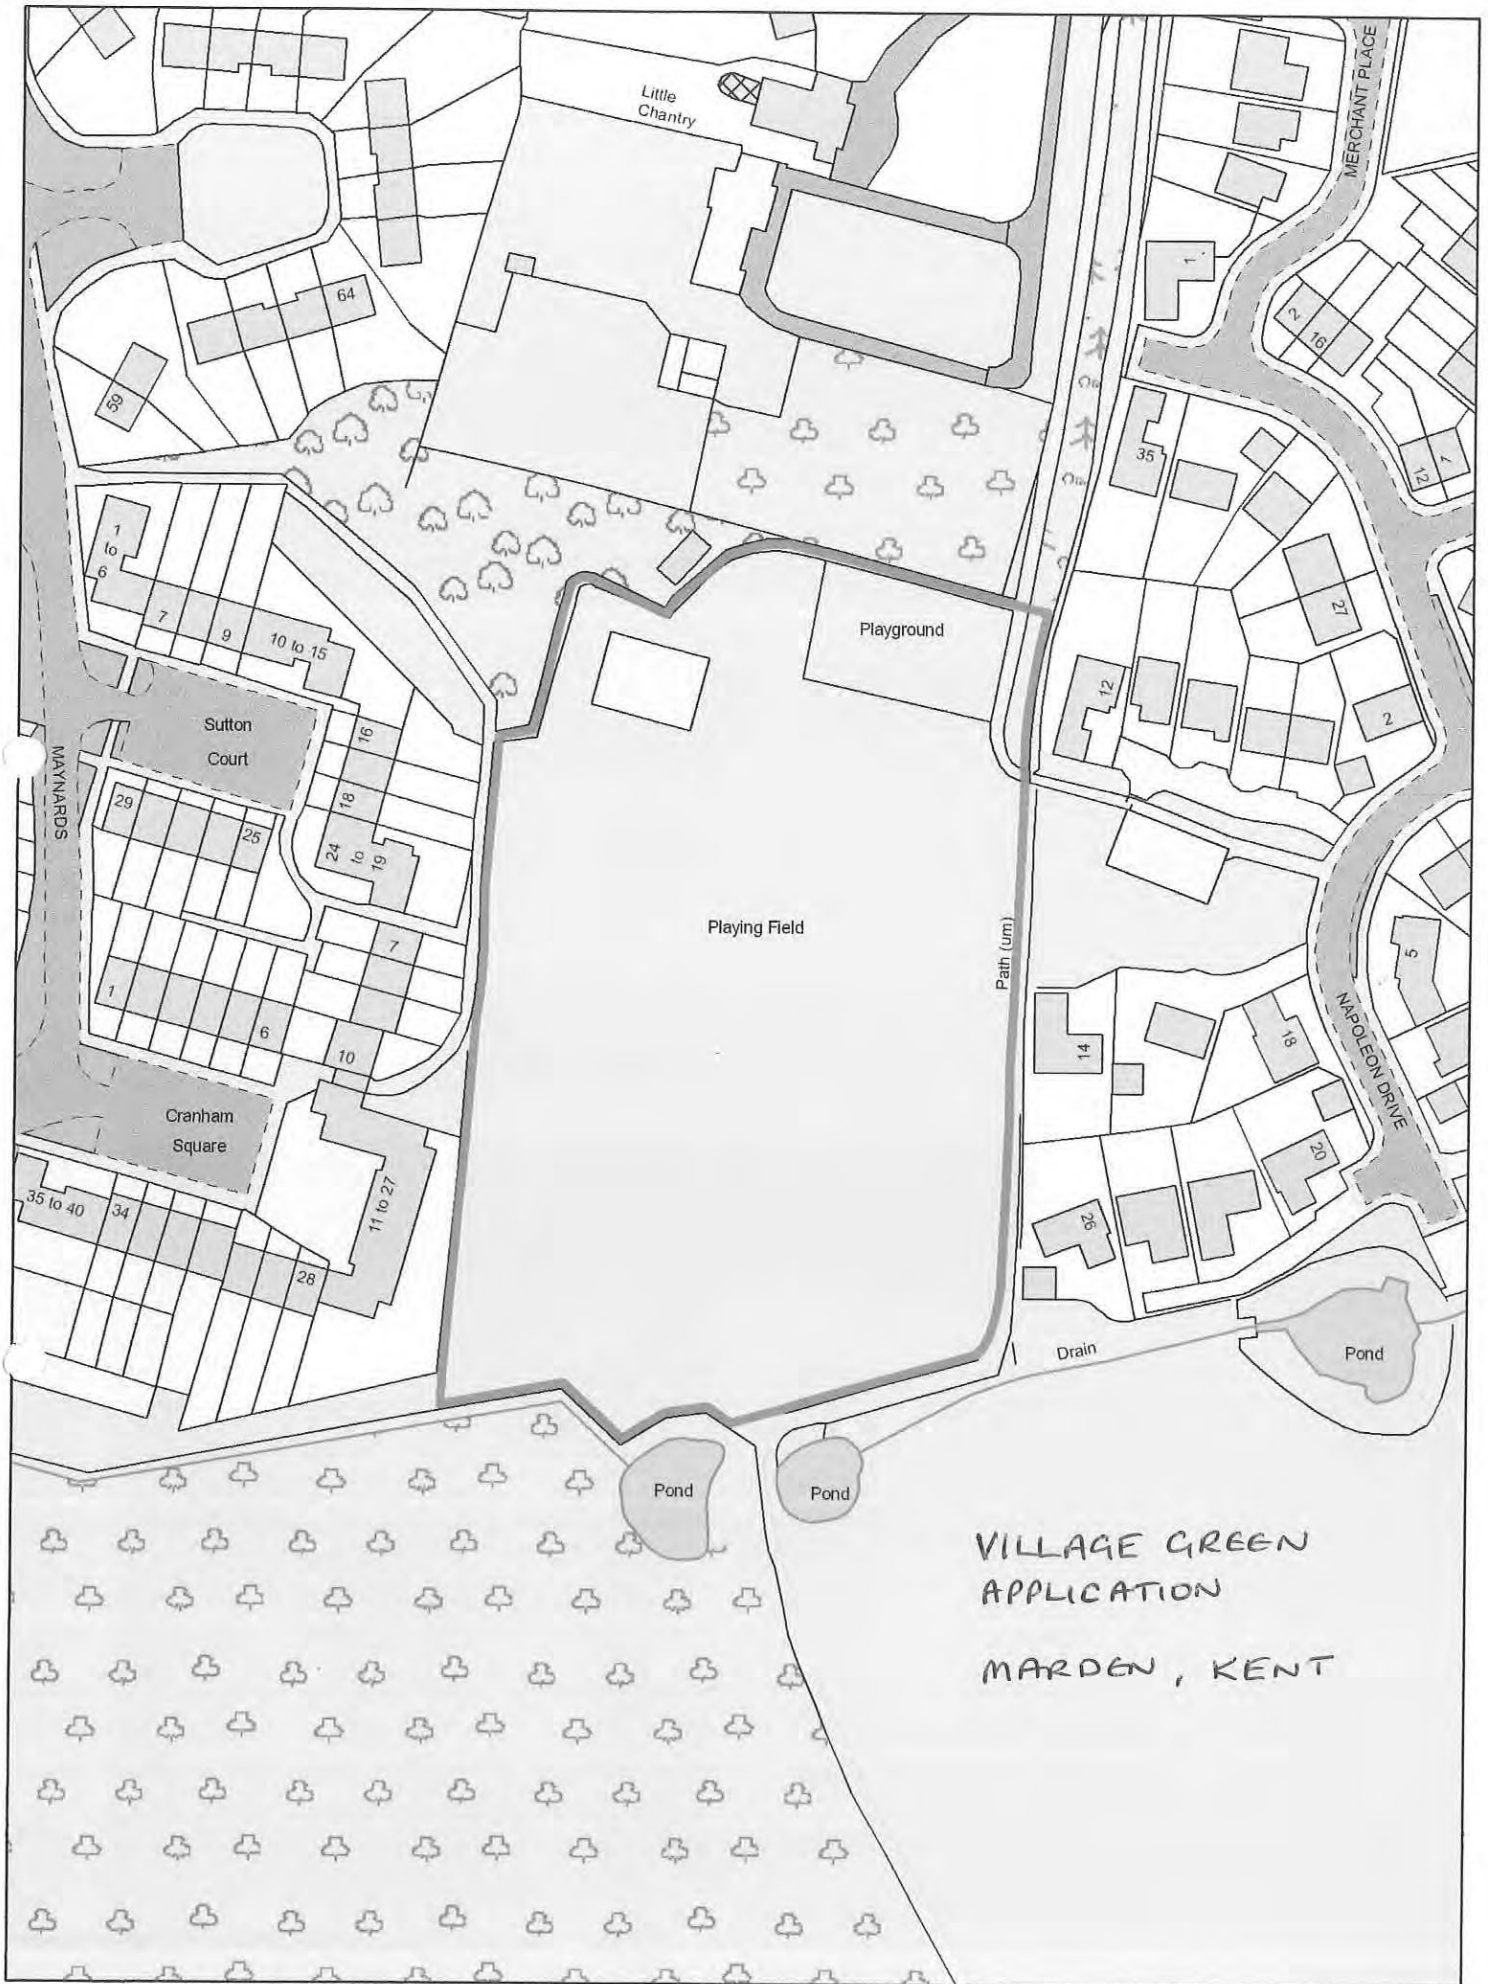 Little
Chantry
MERCHANT PLACE
64
59
1
2
16
35
7
12
1
to
6
7
9
10 to 15
27
Playground
12
2
Sutton
Court
16
MAYNARDS
29
25
18
24
to
19
Playing Field
Path (um)
7
1
6
10
5
14
18
NAPOLEON DRIVE
Cranham
Square
20
35 to 40
34
11 to 27
26
28
Drain
Pond
Pond
Pond
VILLAGE GREEN
APPLICATION
MARDEN, KENT